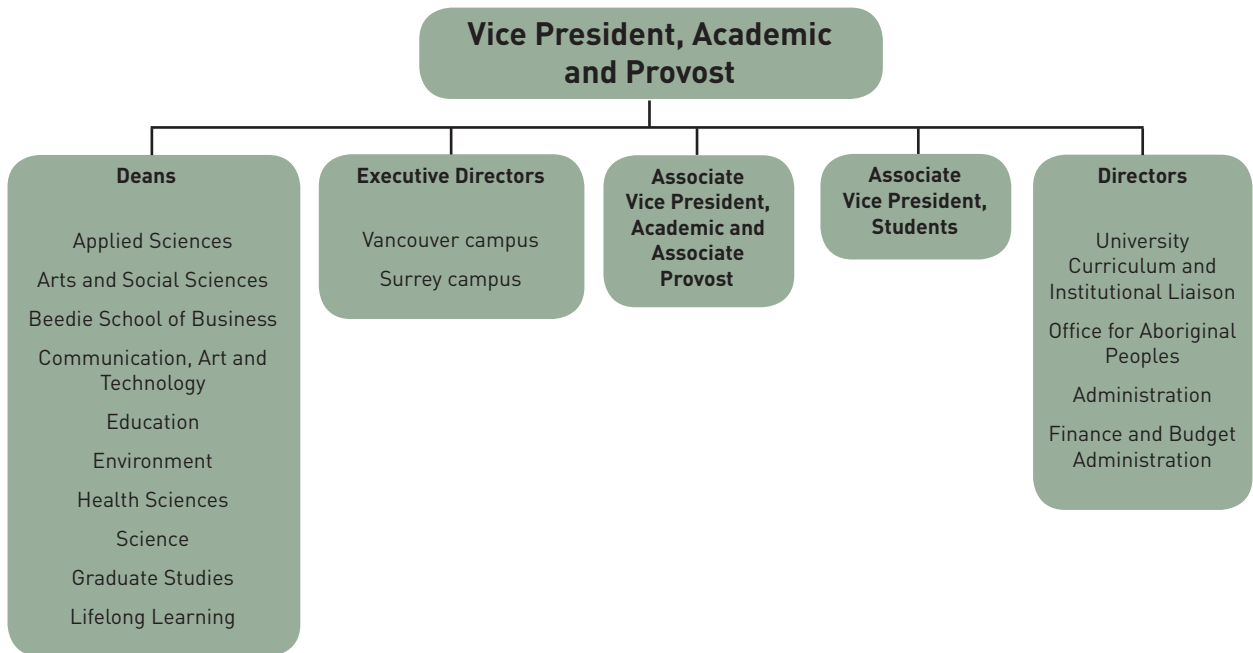 Vice President, Academic
and Provost
Deans
Applied Sciences
Arts and Social Sciences
Beedie School of Business
Communication, Art and
Technology
Education
Environment
Health Sciences
Science
Graduate Studies
Lifelong Learning
Executive Directors
Vancouver campus
Surrey campus
Associate
Vice President,
Academic and
Associate
Provost
Associate
Vice President,
Students
Directors
University
Curriculum and
Institutional Liaison
Office for Aboriginal
Peoples
Administration
Finance and Budget
Administration